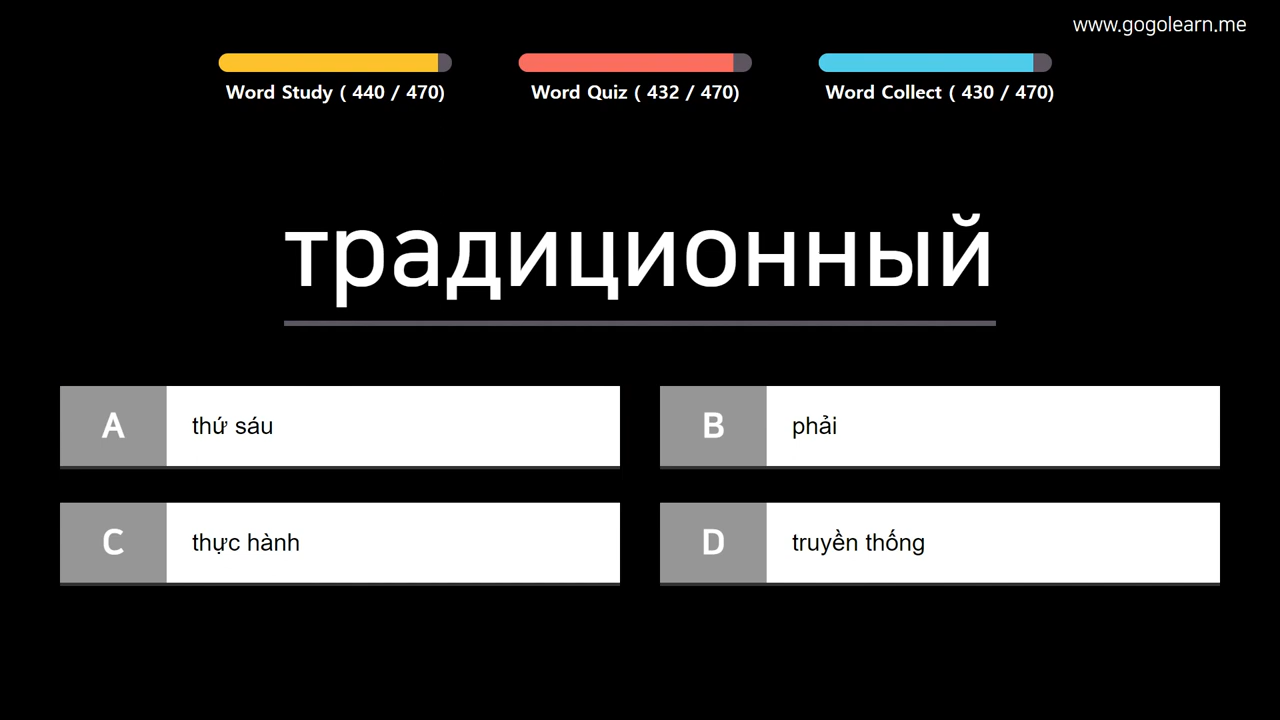 www.gogolearn.me
Word Study ( 440 / 470)
Word Quiz ( 432 / 470)
Word Collect ( 430 / 470)
традиционный
A thứ sáu
B phải
C thực hành
D truyền thống